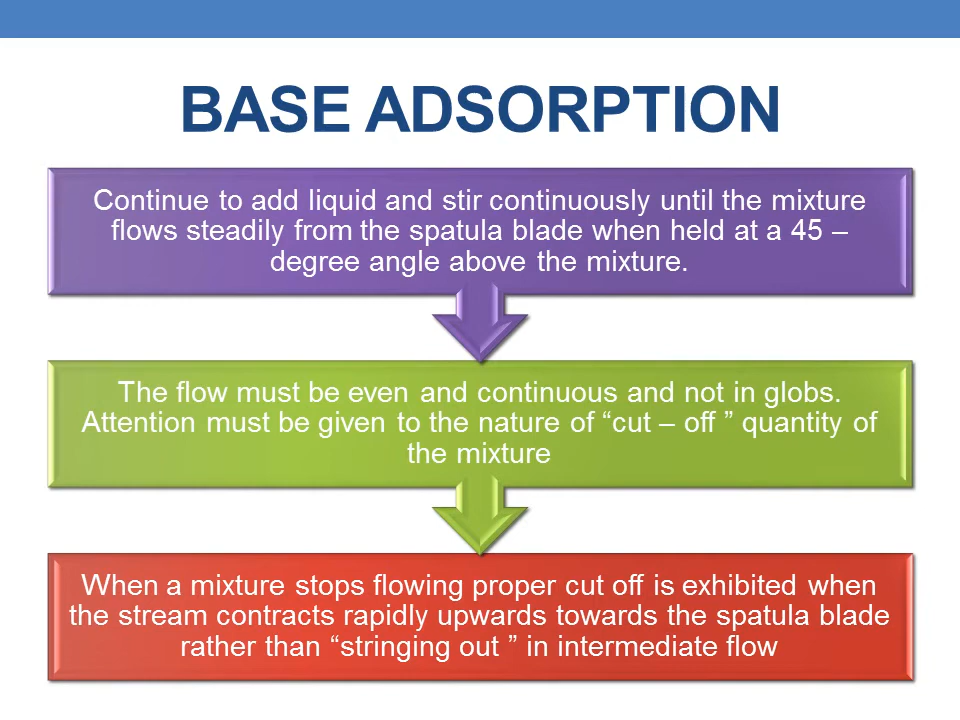 BASE ADSORPTION
Continue to add liquid and stir continuously until the mixture
flows steadily from the spatula blade when held at a 45 –
degree angle above the mixture.
The flow must be even and continuous and not in globs.
Attention must be given to the nature of “cut – off ” quantity of
the mixture
When a mixture stops flowing proper cut off is exhibited when
the stream contracts rapidly upwards towards the spatula blade
rather than “stringing out ” in intermediate flow